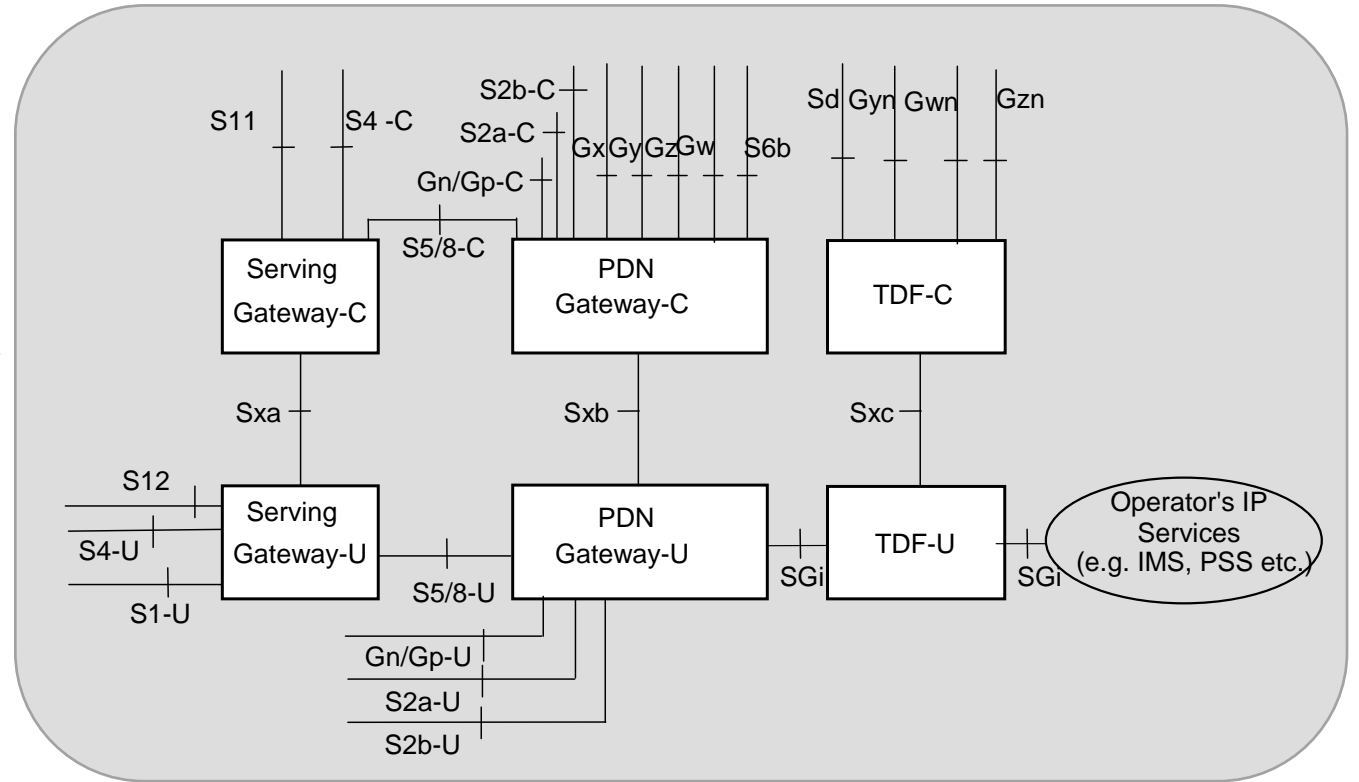 S2b-C
Sd
Gyn
Gwn
Gzn
S11
S4 -C
S2a-C
Gx
Gy
Gz
Gw
S6b
Gn/Gp-C
S5/8-C
Serving
Gateway-C
PDN
Gateway-C
TDF-C
Sxa
Sxb
Sxc
S12
S4-U
S1-U
Serving
Gateway-U
S5/8-U
PDN
Gateway-U
SGi
TDF-U
SGi
Operator's IP
Services
(e.g. IMS, PSS etc.)
Gn/Gp-U
S2a-U
S2b-U